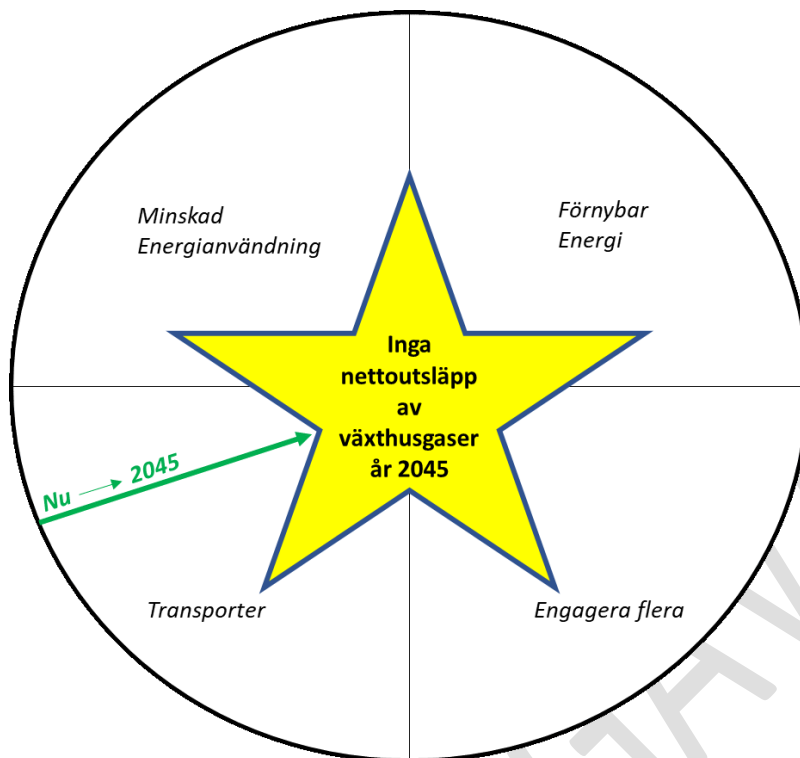 Minskad
Energianvändning
Förnybar
Energi
Inga
nettoutsläpp
av
växthusgaser
år 2045
Nu → 2045
Transporter
Engagera flera